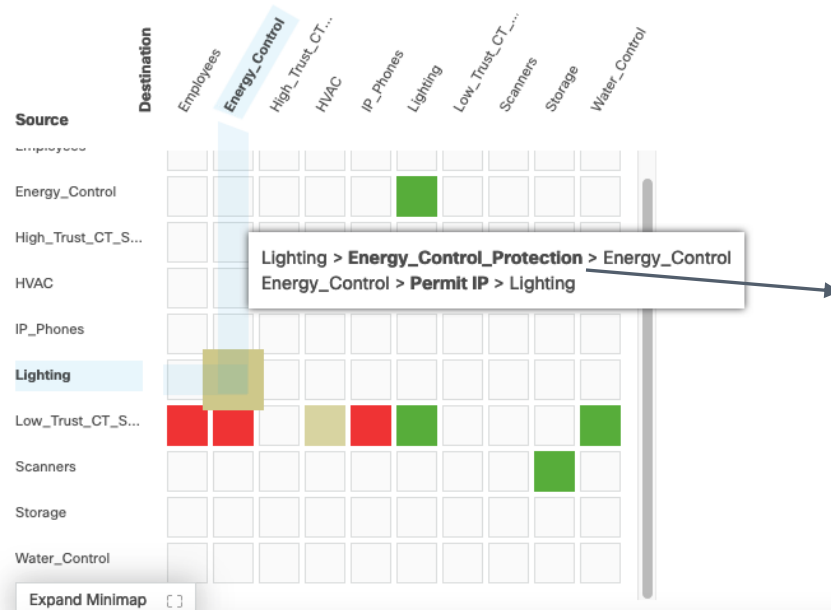 Destination
Employees
Energy_Control
High_Trust_CT_...
HVAC
IP_Phones
Lighting
Low_Trust_CT_...
Scanners
Storage
Water_Control
Source
Employees
Energy_Control
High_Trust_CT_S...
HVAC
IP_Phones
Lighting
Low_Trust_CT_S...
Scanners
Storage
Water_Control
Lighting > Energy_Control_Protection > Energy_Control
Energy_Control > Permit IP > Lighting
Expand Minimap